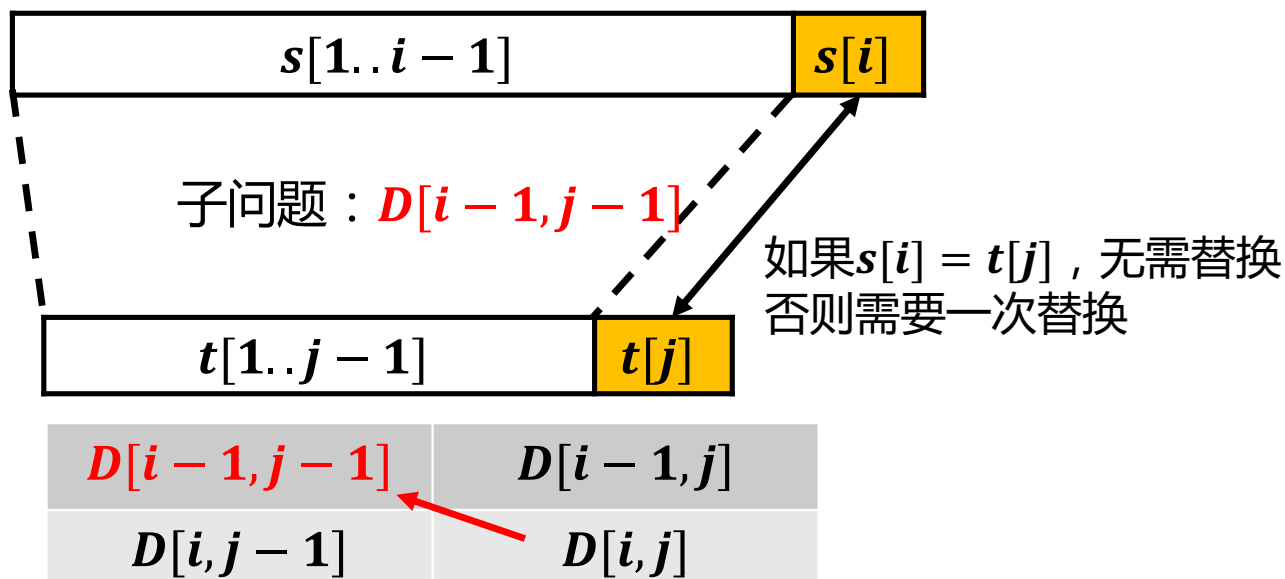 s[1..i − 1] s[i]
子问题：D[i − 1, j − 1]
如果s[i] = t[j]，无需替换
否则需要一次替换
t[1..j − 1] t[j]
D[i − 1, j − 1] D[i − 1, j]
D[i, j − 1] D[i, j]